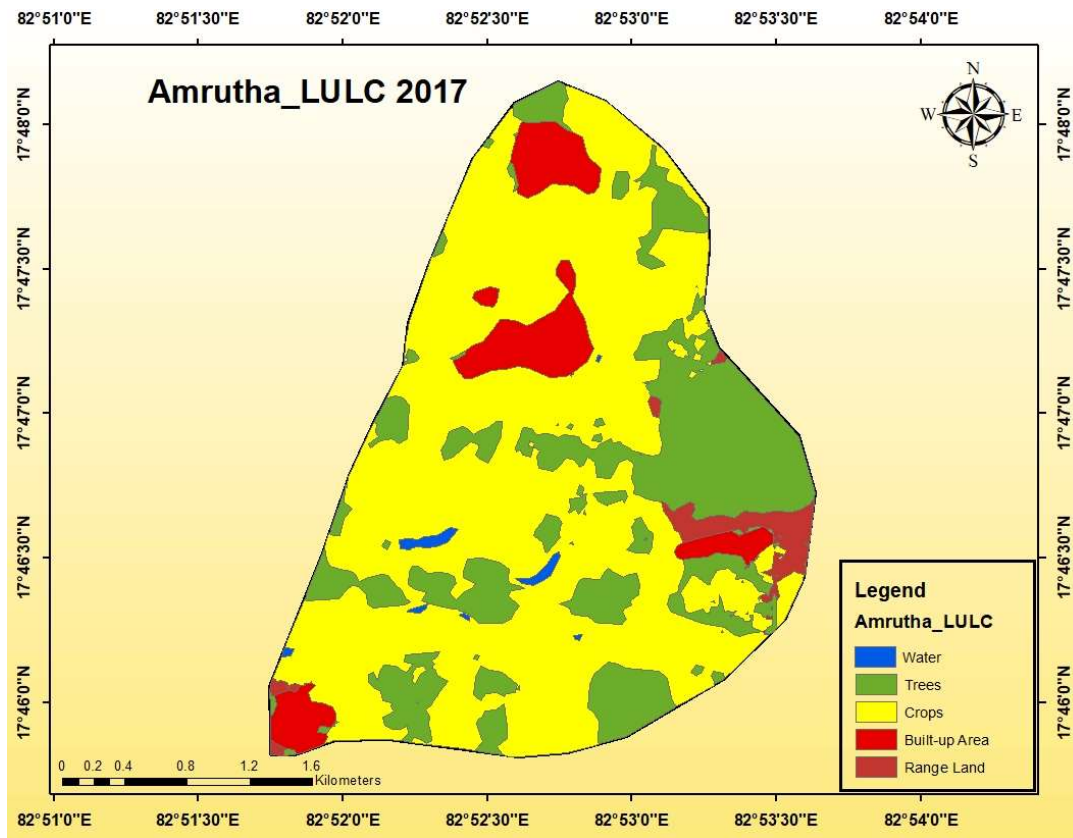 82°51'0"E 82°51'30"E 82°52'0"E 82°52'30"E 82°53'0"E 82°53'30"E 82°54'0"E
Amrutha_LULC 2017
N
W E
S
17°48'0"N 17°48'0"N
17°47'30"N 17°47'30"N
17°47'0"N 17°47'0"N
17°46'30"N 17°46'30"N
17°46'0"N 17°46'0"N
Legend
Amrutha_LULC
Water
Trees
Crops
Built-up Area
Range Land
0 0.2 0.4 0.8 1.2 1.6
Kilometers
82°51'0"E 82°51'30"E 82°52'0"E 82°52'30"E 82°53'0"E 82°53'30"E 82°54'0"E